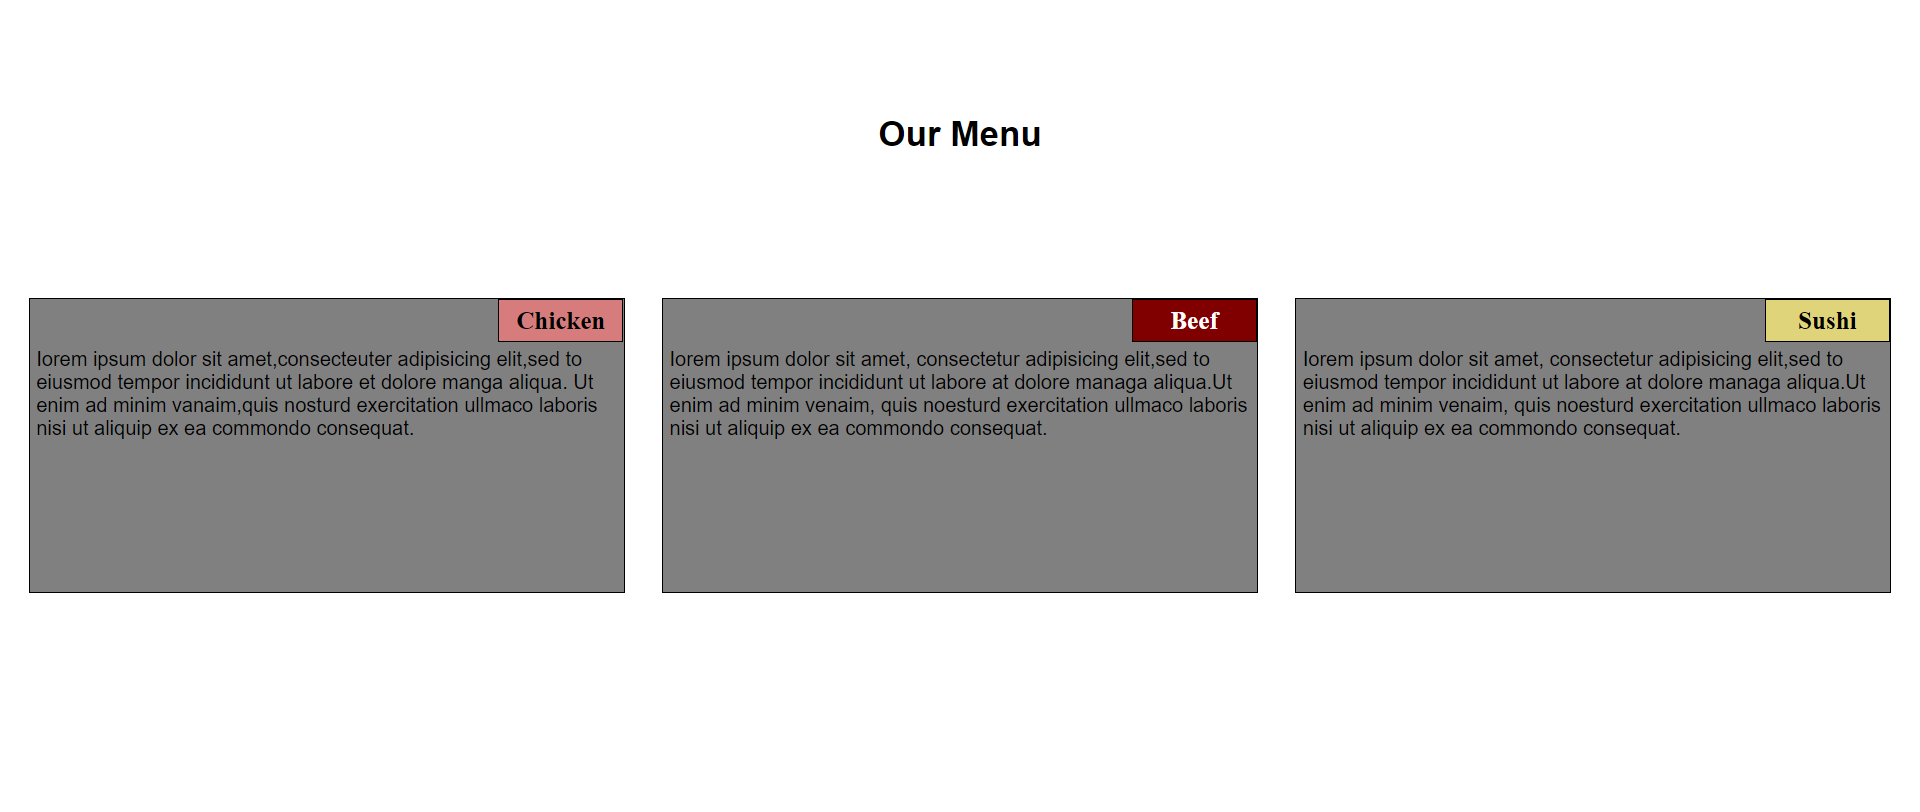 Our Menu
Chicken
lorem ipsum dolor sit amet,consecteuter adipisicing elit,sed to
eiusmod tempor incididunt ut labore et dolore manga aliqua. Ut
enim ad minim vanaim,quis nosturd exercitation ullmaco laboris
nisi ut aliquip ex ea commondo consequat.
Beef
lorem ipsum dolor sit amet, consectetur adipisicing elit,sed to
eiusmod tempor incididunt ut labore at dolore managa aliqua.Ut
enim ad minim venaim, quis noesturd exercitation ullmaco laboris
nisi ut aliquip ex ea commondo consequat.
Sushi
lorem ipsum dolor sit amet, consectetur adipisicing elit,sed to
eiusmod tempor incididunt ut labore at dolore managa aliqua.Ut
enim ad minim venaim, quis noesturd exercitation ullmaco laboris
nisi ut aliquip ex ea commondo consequat.